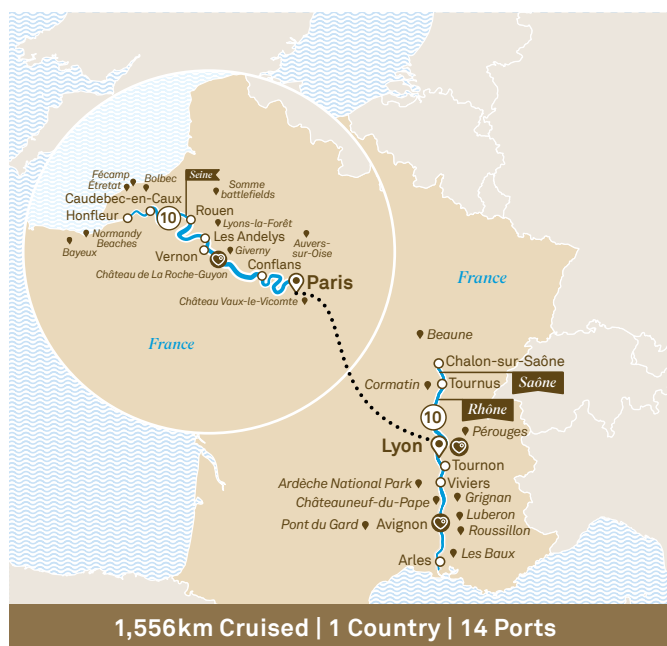 Fécamp
Étretat
Bolbec
Seine
Somme
battlefields
Caudebec-en-Caux
Honfleur
10
Rouen
Lyons-la-Forêt
Normandy
Beaches
Bayeux
Les Andelys
Auvers-
sur-Oise
Vernon
Giverny
Conflans
Château de La Roche-Guyon
Paris
Château Vaux-le-Vicomte
France
France
Beaune
Chalon-sur-Saône
Cormatin
Tournus
Saône
Rhône
10
Pérouges
Lyon
Tournon
Ardèche National Park
Viviers
Châteauneuf-du-Pape
Grignan
Luberon
Pont du Gard
Avignon
Roussillon
Les Baux
Arles
1,556km Cruised | 1 Country | 14 Ports